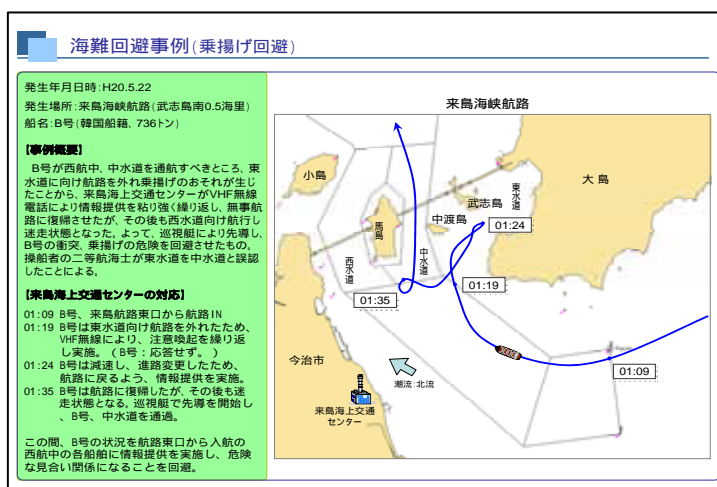 海難回避事例(乗揚げ回避)
発生年月日時:H20.5.22
発生場所:来島海峡航路(武志島南0.5海里)
船名:B号(韓国船籍、736トン)
【事例概要】
B号が西航中、中水道を通航すべきところ、東
水道に向け航路を外れ乗揚げのおそれが生じ
たことから、来島海上交通センターがVHF無線
電話により情報提供を粘り強く繰り返し、無事航
路に復帰させたが、その後も西水道向け航行し
迷走状態となった。よって、巡視艇により先導し、
B号の衝突、乗揚げの危険を回避させたもの。
操船者の二等航海士が東水道を中水道と誤認
したことによる。
【来島海上交通センターの対応】
01:09 B号、来島航路東口から航路IN
01:19 B号は東水道向け航路を外れたため、
VHF無線により、注意喚起を繰り返
し実施。(B号:応答せず。)
01:24 B号は減速し、進路変更したため、
航路に戻るよう、情報提供を実施。
01:35 B号は航路に復帰したが、その後も迷
走状態となる。巡視艇で先導を開始し
、B号、中水道を通過。
この間、B号の状況を航路東口から入航の
西航中の各船舶に情報提供を実施し、危険
な見合い関係になることを回避。
来島海峡航路
小島
大島
武志島
東水道
中渡島
馬島
中水道
西水道
01:24
01:19
01:35
01:09
今治市
潮流:北流
来島海上交通
センター